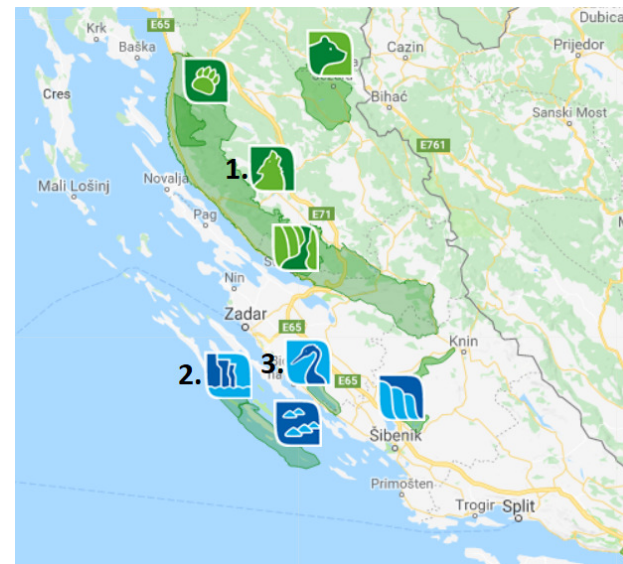 E65
Dubica
Krk
Baška
Cazin
Prijedor
Cres
Bihać
Sanski Most
E761
1.
Mali Lošinj
Novalja
Pag
E71
Nin
Zadar
E65
Knin
2.
3.
E65
Šibenik
Primošten
Trogir
Split